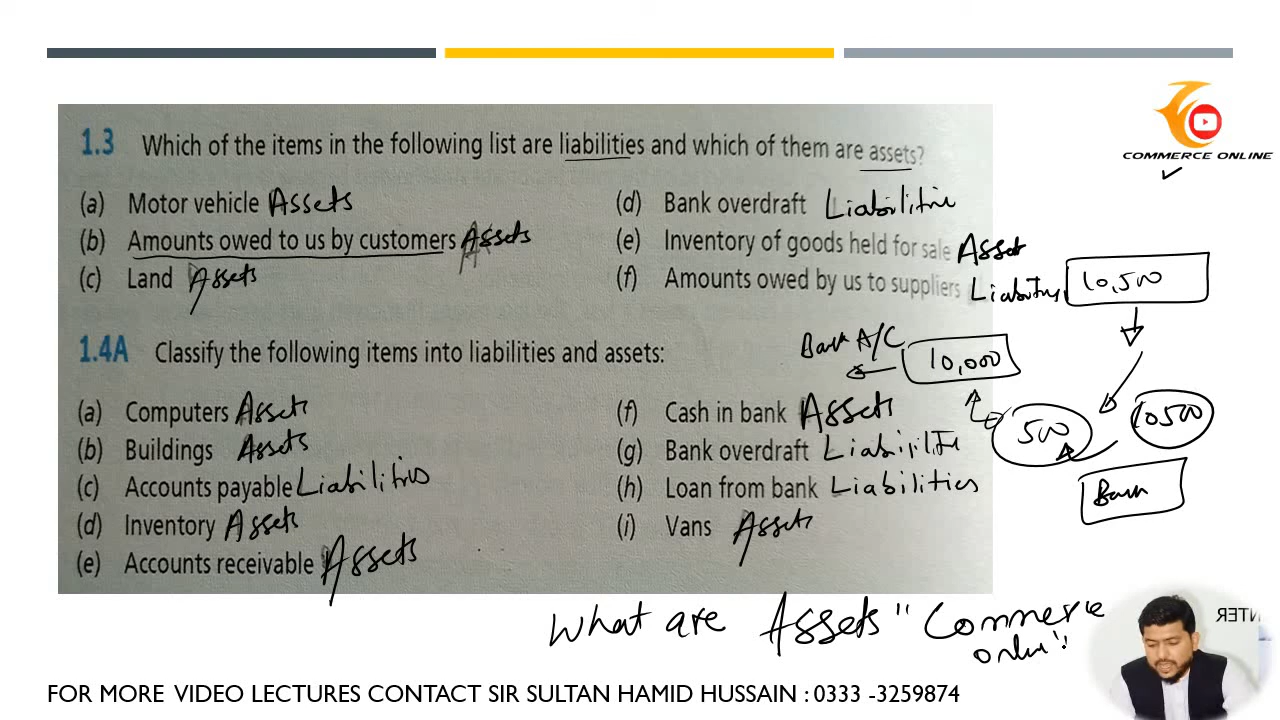 COMMERCE ONLINE
1.3 Which of the items in the following list are liabilities and which of them are assets?
(a) Motor vehicle Assets
(b) Amounts owed to us by customers Assets
(c) Land Assets
(d) Bank overdraft Liabilitie
(e) Inventory of goods held for sale Asset
(f) Amounts owed by us to suppliers Liabilities
10,500
1.4A Classify the following items into liabilities and assets:
Bank A/C
10,000
500
10500
Bank
(a) Computers Assets
(b) Buildings Assets
(c) Accounts payable Liabilities
(d) Inventory Assets
(e) Accounts receivable Assets
(f) Cash in bank Assets
(g) Bank overdraft
(h) Loan from bank Liabilities
(i) Vans Assets
What are Assets "Commerce
online"
FOR MORE VIDEO LECTURES CONTACT SIR SULTAN HAMID HUSSAIN : 0333 -3259874